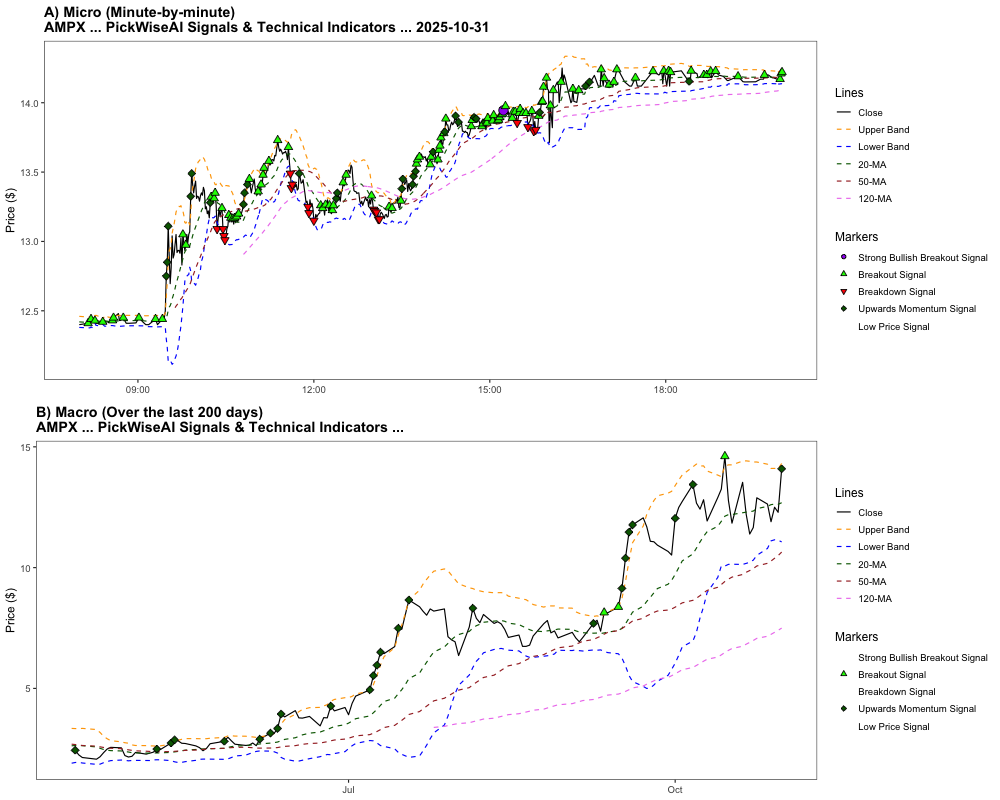 A) Micro (Minute-by-minute)
AMPX ... PickWiseAI Signals & Technical Indicators ... 2025-10-31
Price ($)
14.0
13.5
13.0
12.5
09:00
12:00
15:00
18:00
Lines
Close
Upper Band
Lower Band
20-MA
50-MA
120-MA
Markers
Strong Bullish Breakout Signal
Breakout Signal
Breakdown Signal
Upwards Momentum Signal
Low Price Signal
B) Macro (Over the last 200 days)
AMPX ... PickWiseAI Signals & Technical Indicators ...
Price ($)
15
10
5
Jul
Oct
Lines
Close
Upper Band
Lower Band
20-MA
50-MA
120-MA
Markers
Strong Bullish Breakout Signal
Breakout Signal
Breakdown Signal
Upwards Momentum Signal
Low Price Signal